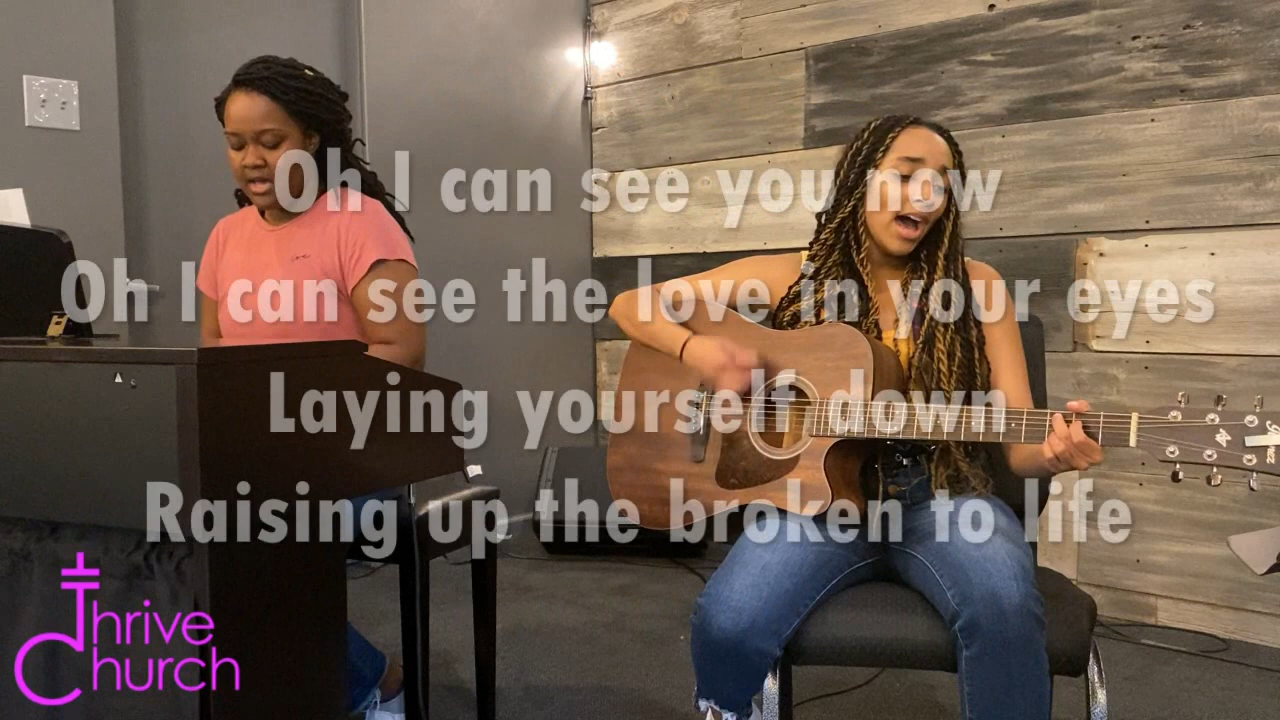 Oh I can see you now
Oh I can see the love in your eyes
Laying yourself down
Raising up the broken to life
Thrive
Church